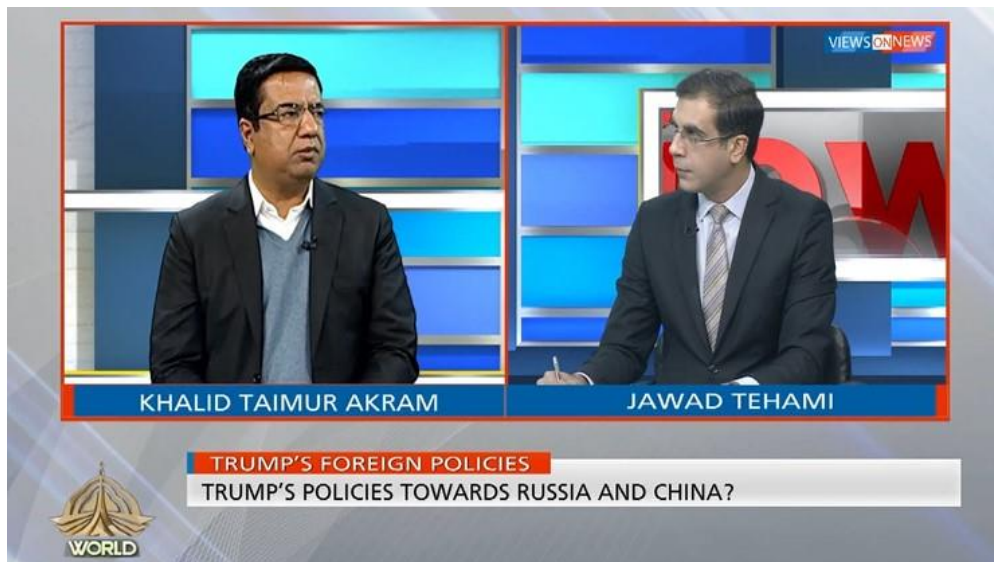 VIEWS ON NEWS
KHALID TAIMUR AKRAM
JAWAD TEHAMI
TRUMP'S FOREIGN POLICIES
TRUMP'S POLICIES TOWARDS RUSSIA AND CHINA?
WORLD